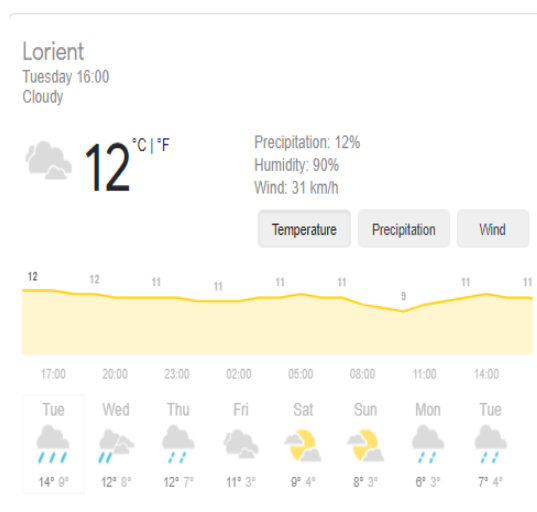 Lorient
Tuesday 16:00
Cloudy
12 °C | °F
Precipitation: 12%
Humidity: 90%
Wind: 31 km/h
Temperature Precipitation Wind
12 12 11 11 11 11 9 11 11
17:00 20:00 23:00 02:00 05:00 08:00 11:00 14:00
Tue Wed Thu Fri Sat Sun Mon Tue
14° 9° 12° 8° 12° 7° 11° 3° 9° 4° 8° 3° 6° 3° 7° 4°